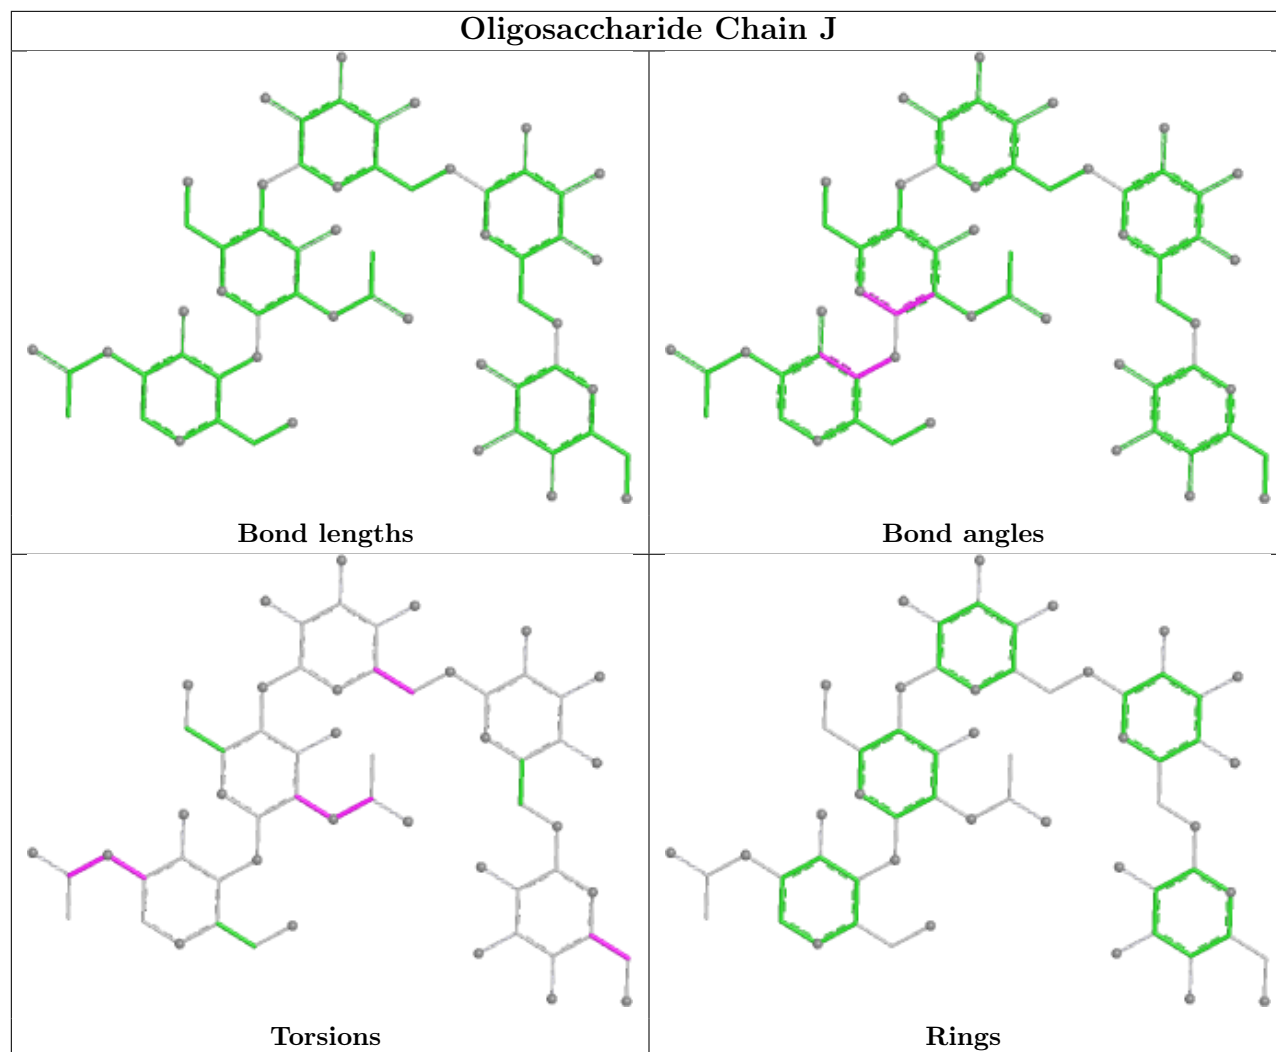 Oligosaccharide Chain J
Bond lengths
Bond angles
Torsions
Rings